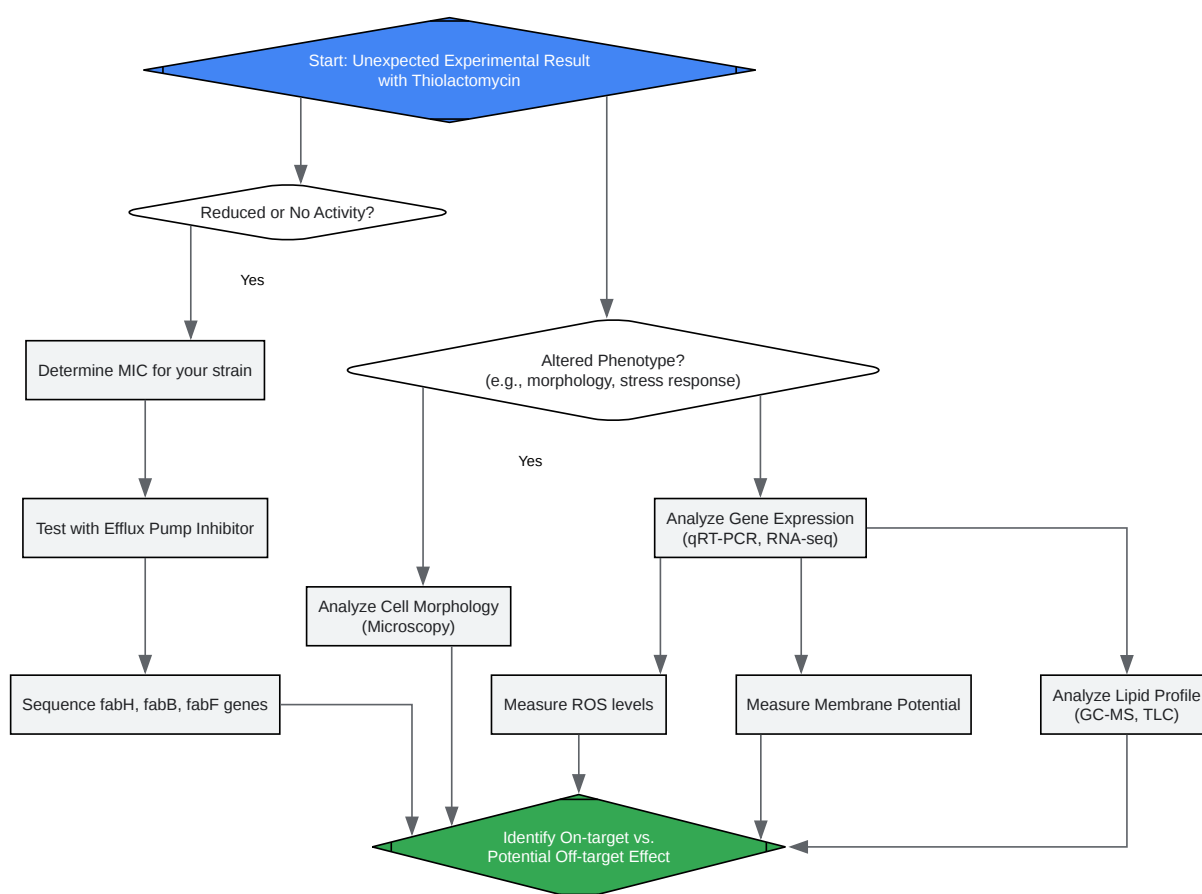 Start: Unexpected Experimental Result
with Thiolactomycin
Reduced or No Activity?
Yes
Determine MIC for your strain
Altered Phenotype?
(e.g., morphology, stress response)
Yes
Test with Efflux Pump Inhibitor
Analyze Gene Expression
(qRT-PCR, RNA-seq)
Analyze Cell Morphology
(Microscopy)
Sequence fabH, fabB, fabF genes
Measure ROS levels
Measure Membrane Potential
Analyze Lipid Profile
(GC-MS, TLC)
Identify On-target vs.
Potential Off-target Effect